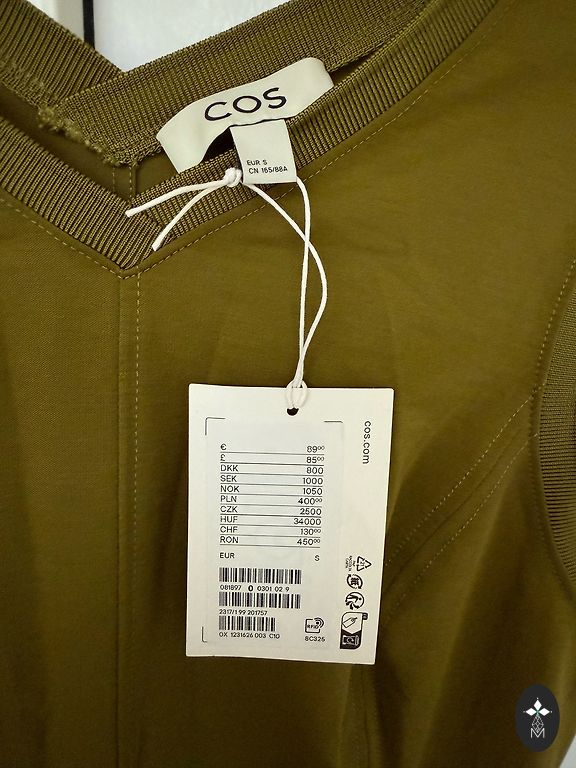 COS
EUR S
CN 165/88A
cos.com
€ 89⁰⁰
£ 85⁰⁰
DKK 800
SEK 1000
NOK 1050
PLN 400⁰⁰
CZK 2500
HUF 34000
CHF 130⁰⁰
RON 450⁰⁰
EUR S
081897 0 0301 02 9
2317/1 99 201757
0X 1231626 003 C10
RFID
SC325
M